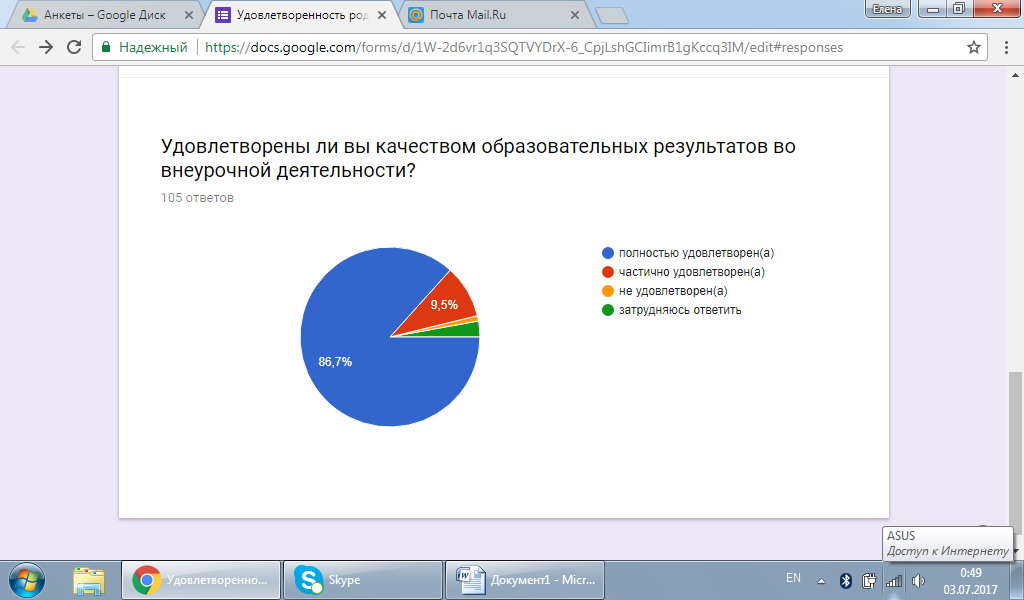 Анкеты – Google Диск
Удовлетворенность род
Почта Mail.Ru
Елена
Надежный
https://docs.google.com/forms/d/1W-2d6vr1q3SQTVYDrX-6_CpjLshGCIimrB1gKccq3IM/edit#responses
Удовлетворены ли вы качеством образовательных результатов во
внеурочной деятельности?
105 ответов
полностью удовлетворен(а)
частично удовлетворен(а)
не удовлетворен(а)
затрудняюсь ответить
9,5%
86,7%
ASUS
Доступ к Интернету
Удовлетворенно...
Skype
Документ1 - Micr...
EN
0:49
03.07.2017